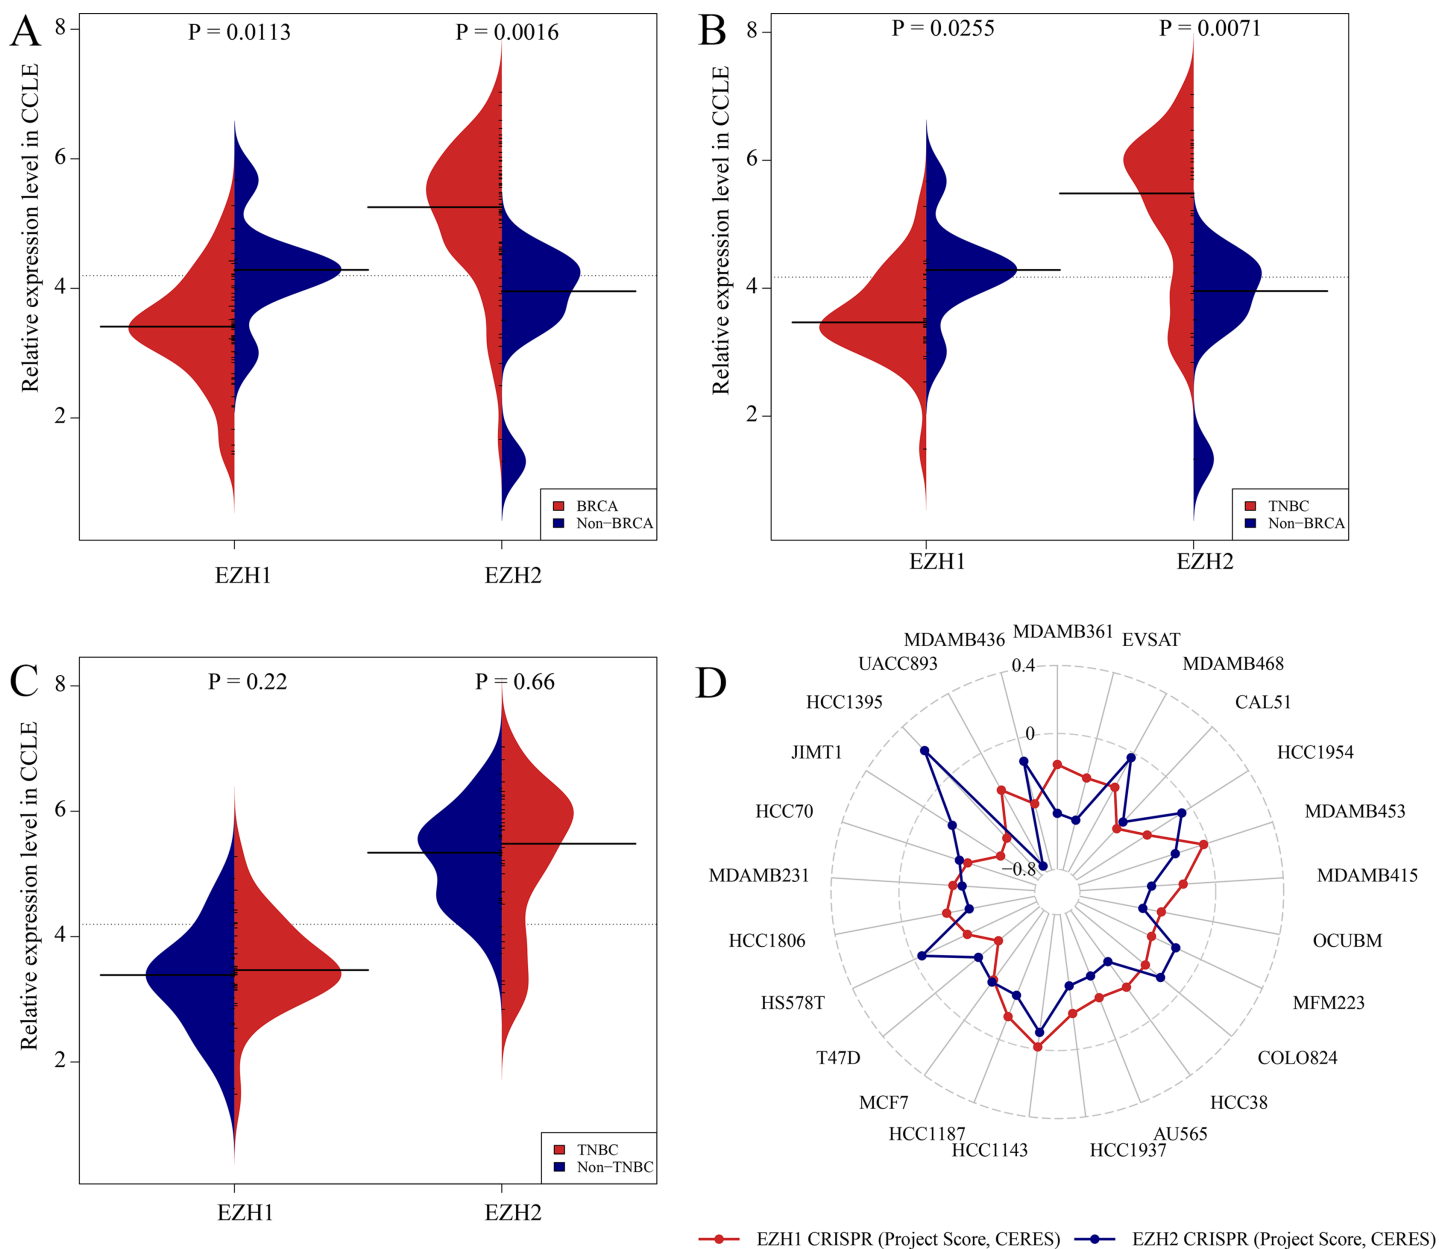 A
P = 0.0113
P = 0.0016
Relative expression level in CCLE
8
6
4
2
BRCA
Non−BRCA
EZH1
EZH2
B
P = 0.0255
P = 0.0071
Relative expression level in CCLE
8
6
4
2
TNBC
Non−BRCA
EZH1
EZH2
C
P = 0.22
P = 0.66
Relative expression level in CCLE
8
6
4
2
TNBC
Non−TNBC
EZH1
EZH2
D
MDAMB361
EVSAT
MDAMB468
CAL51
HCC1954
MDAMB453
MDAMB415
OCUBM
MFM223
COLO824
HCC38
AU565
HCC1937
HCC1143
HCC1187
MCF7
T47D
HS578T
HCC1806
MDAMB231
HCC70
JIMT1
HCC1395
UACC893
MDAMB436
0.4
0
−0.8
EZH1 CRISPR (Project Score, CERES)
EZH2 CRISPR (Project Score, CERES)